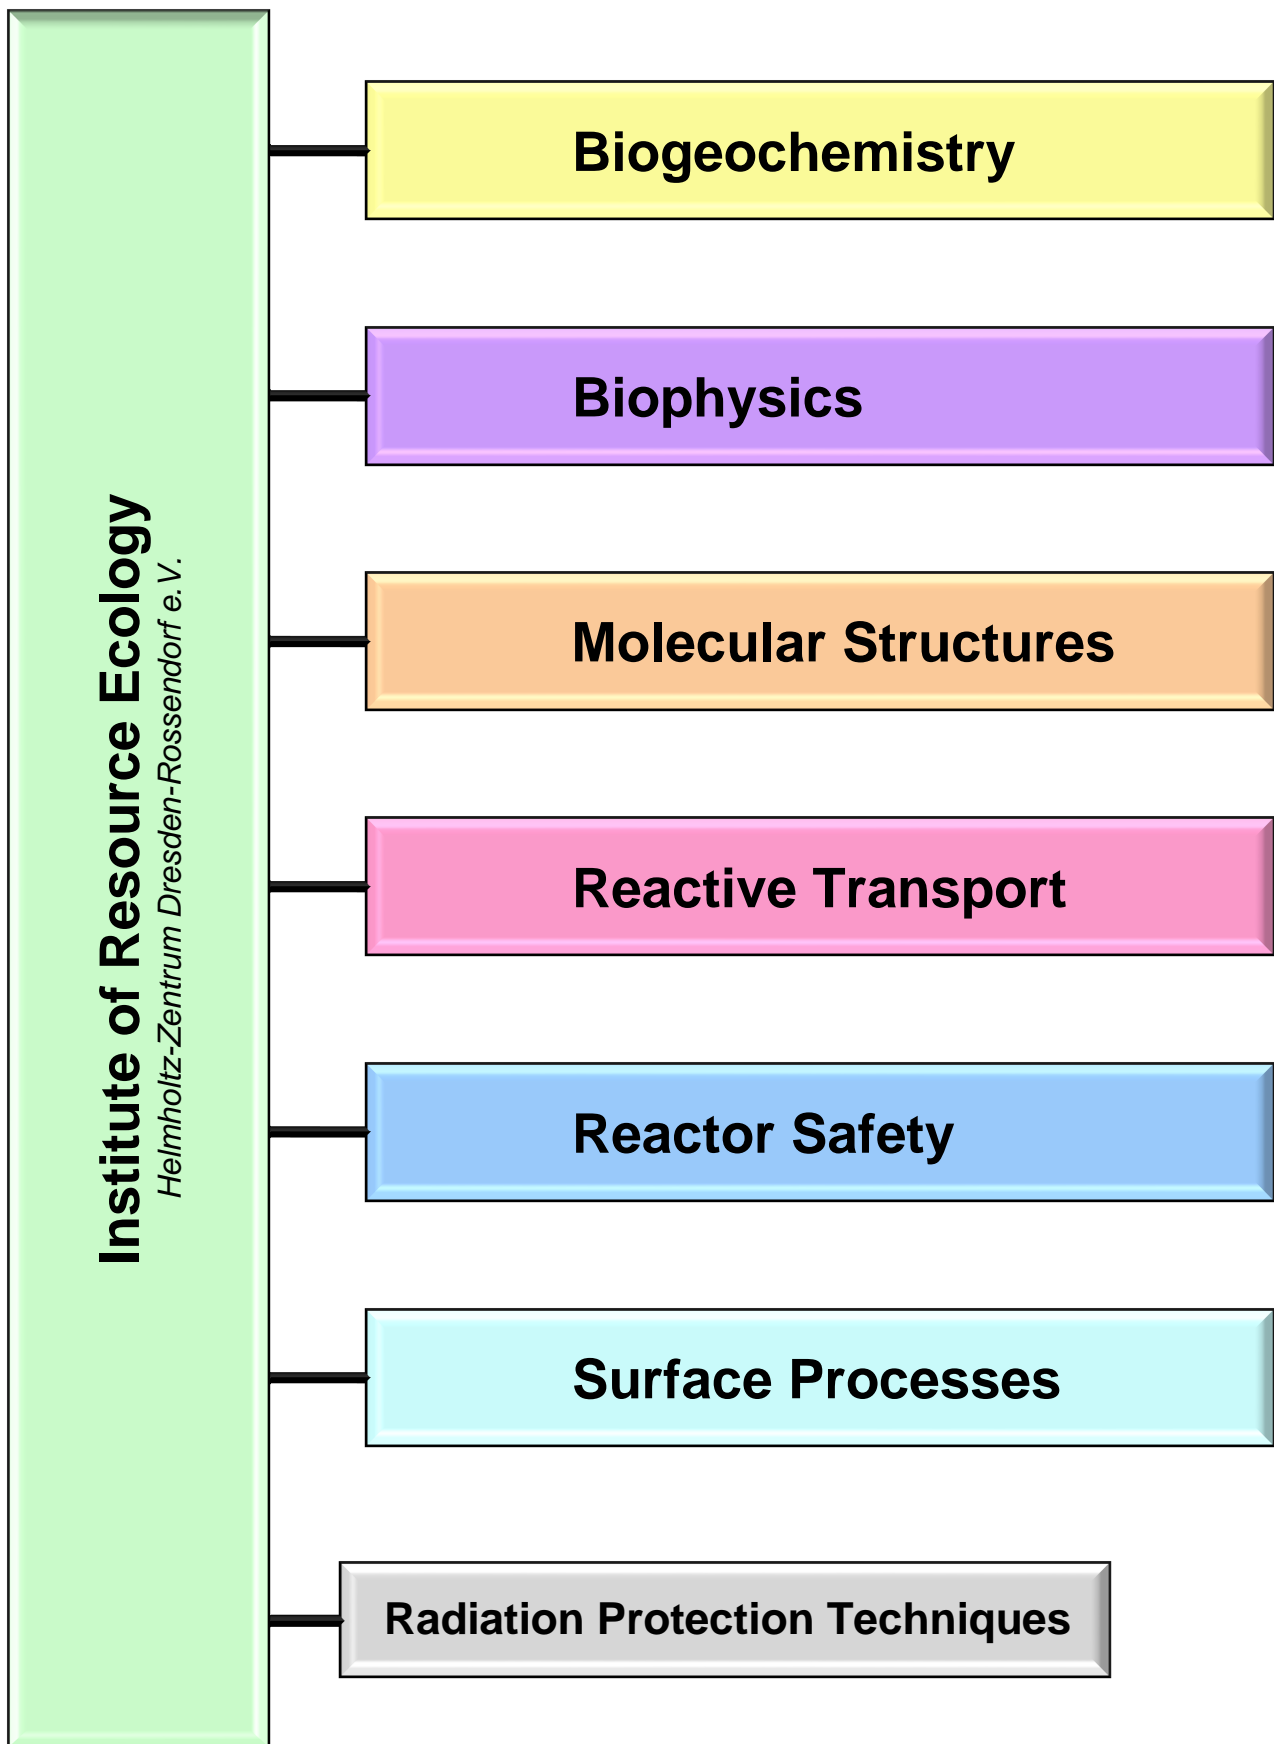 Institute of Resource Ecology
Helmholtz-Zentrum Dresden-Rossendorf e.V.
Biogeochemistry
Biophysics
Molecular Structures
Reactive Transport
Reactor Safety
Surface Processes
Radiation Protection Techniques